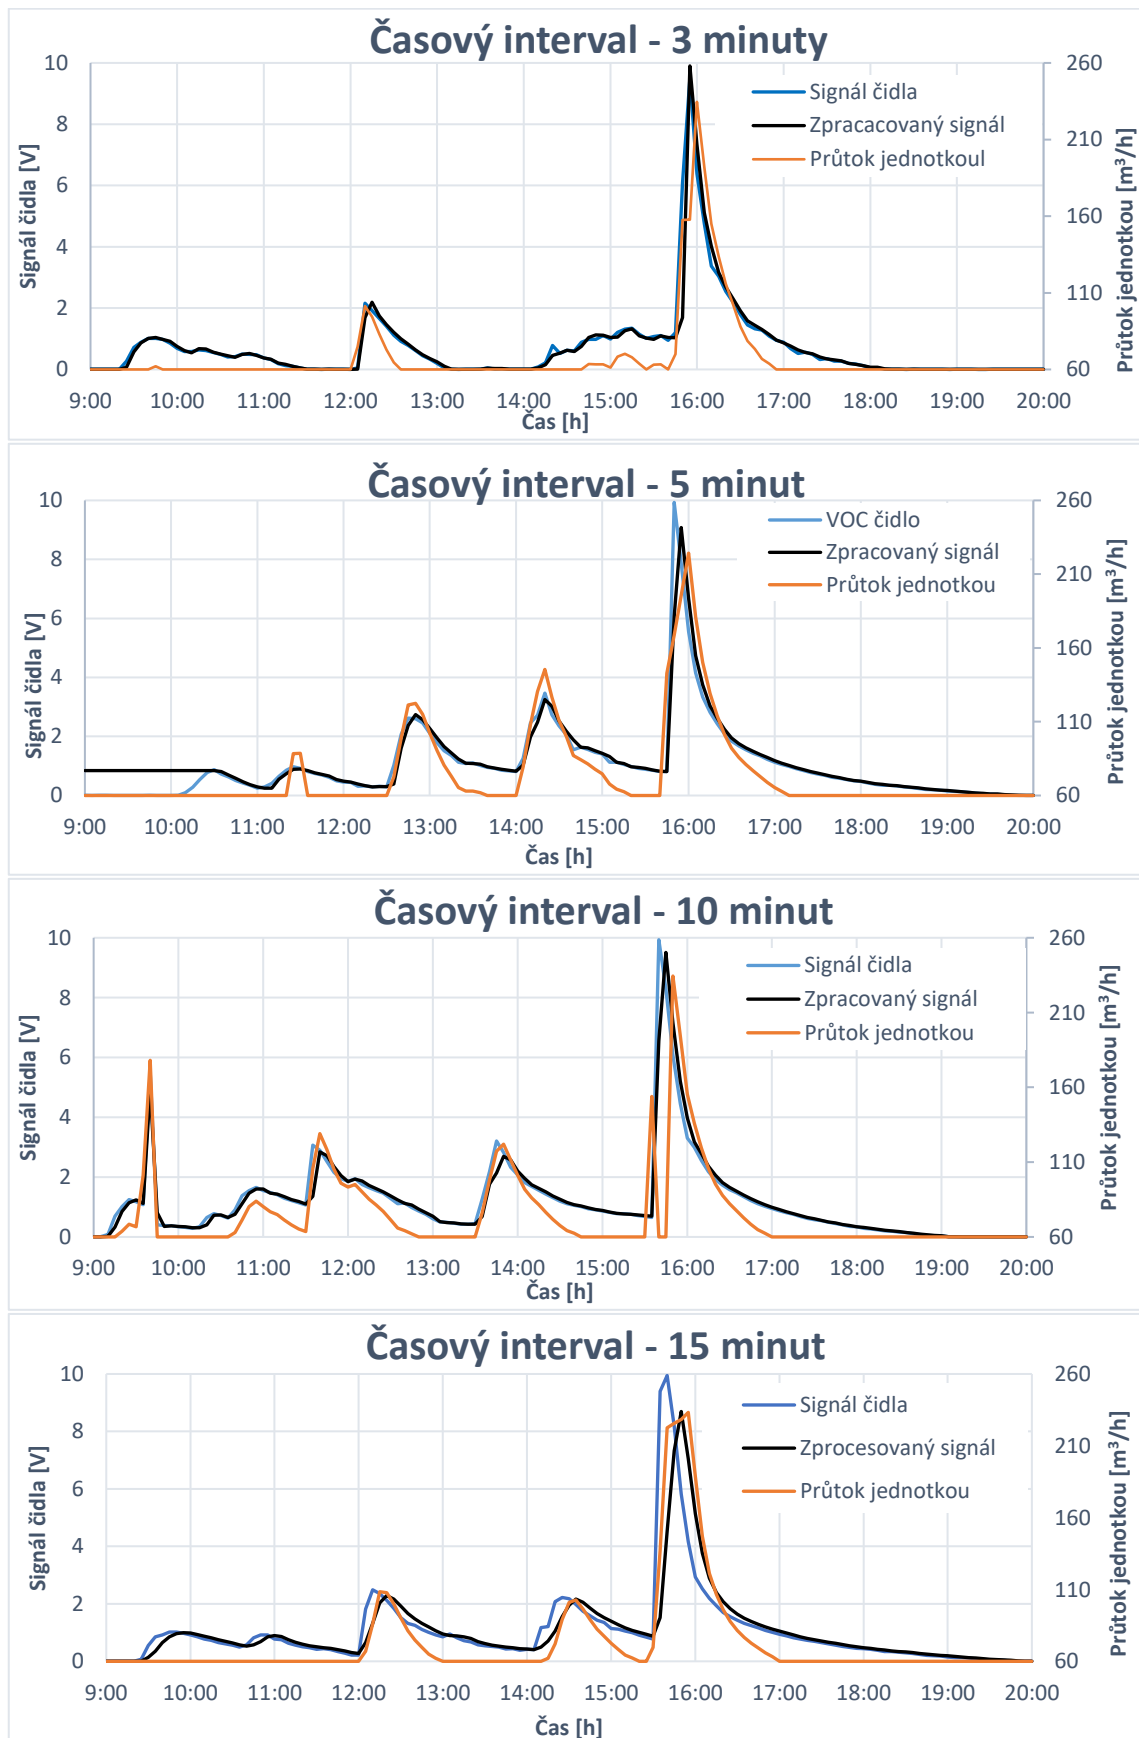 Časový interval - 3 minuty
Signál čidla [V]
10
8
6
4
2
0
260
210
160
110
60
Průtok jednotkou [m³/h]
Signál čidla
Zpracacovaný signál
Průtok jednotkoul
9:00 10:00 11:00 12:00 13:00 14:00 15:00 16:00 17:00 18:00 19:00 20:00
Čas [h]
Časový interval - 5 minut
Signál čidla [V]
10
8
6
4
2
0
260
210
160
110
60
Průtok jednotkou [m³/h]
VOC čidlo
Zpracovaný signál
Průtok jednotkou
9:00 10:00 11:00 12:00 13:00 14:00 15:00 16:00 17:00 18:00 19:00 20:00
Čas [h]
Časový interval - 10 minut
Signál čidla [V]
10
8
6
4
2
0
260
210
160
110
60
Průtok jednotkou [m³/h]
Signál čidla
Zpracovaný signál
Průtok jednotkou
9:00 10:00 11:00 12:00 13:00 14:00 15:00 16:00 17:00 18:00 19:00 20:00
Čas [h]
Časový interval - 15 minut
Signál čidla [V]
10
8
6
4
2
0
260
210
160
110
60
Průtok jednotkou [m³/h]
Signál čidla
Zprocesovaný signál
Průtok jednotkou
9:00 10:00 11:00 12:00 13:00 14:00 15:00 16:00 17:00 18:00 19:00 20:00
Čas [h]